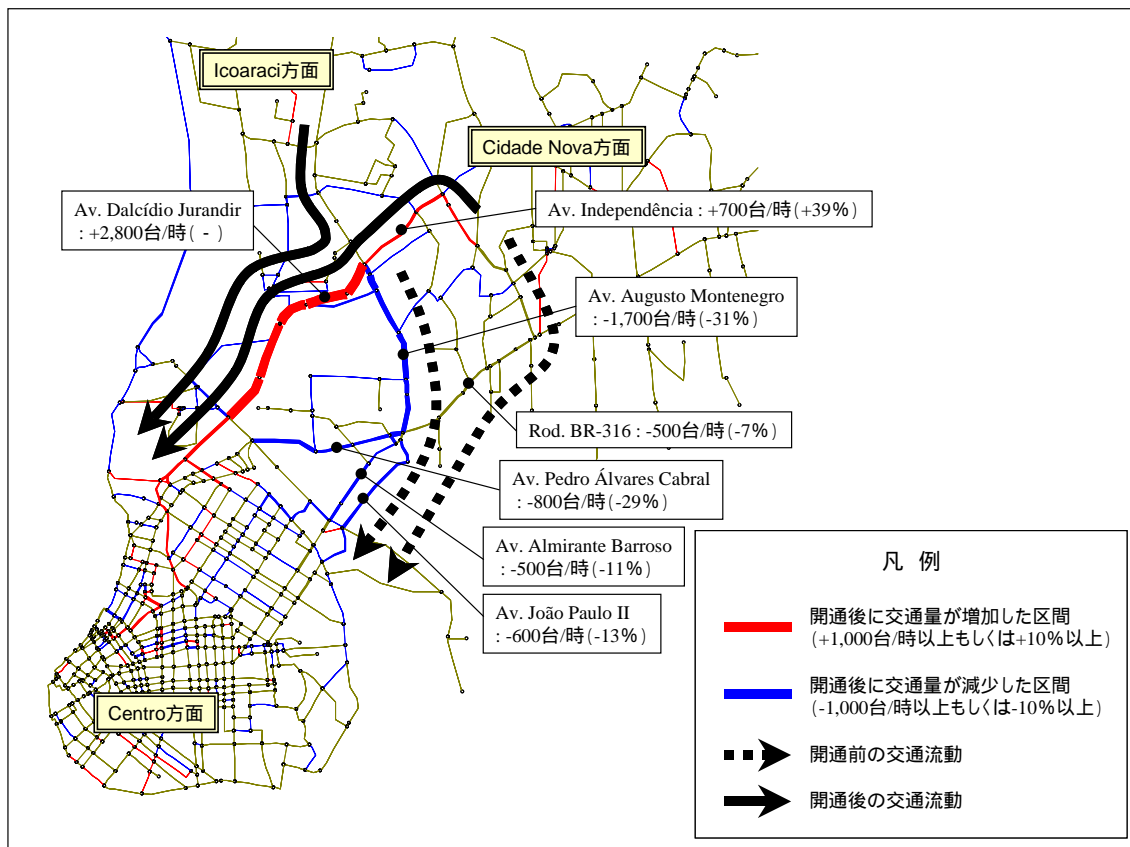 Icoaraci方面
Cidade Nova方面
Av. Dalcídio Jurandir
: +2,800台/時( - )
Av. Independência : +700台/時(+39%)
Av. Augusto Montenegro
: -1,700台/時(-31%)
Rod. BR-316 : -500台/時(-7%)
Av. Pedro Álvares Cabral
: -800台/時(-29%)
Av. Almirante Barroso
: -500台/時(-11%)
Av. João Paulo II
: -600台/時(-13%)
Centro方面
凡 例
開通後に交通量が増加した区間
(+1,000台/時以上もしくは+10%以上)
開通後に交通量が減少した区間
(-1,000台/時以上もしくは-10%以上)
開通前の交通流動
開通後の交通流動